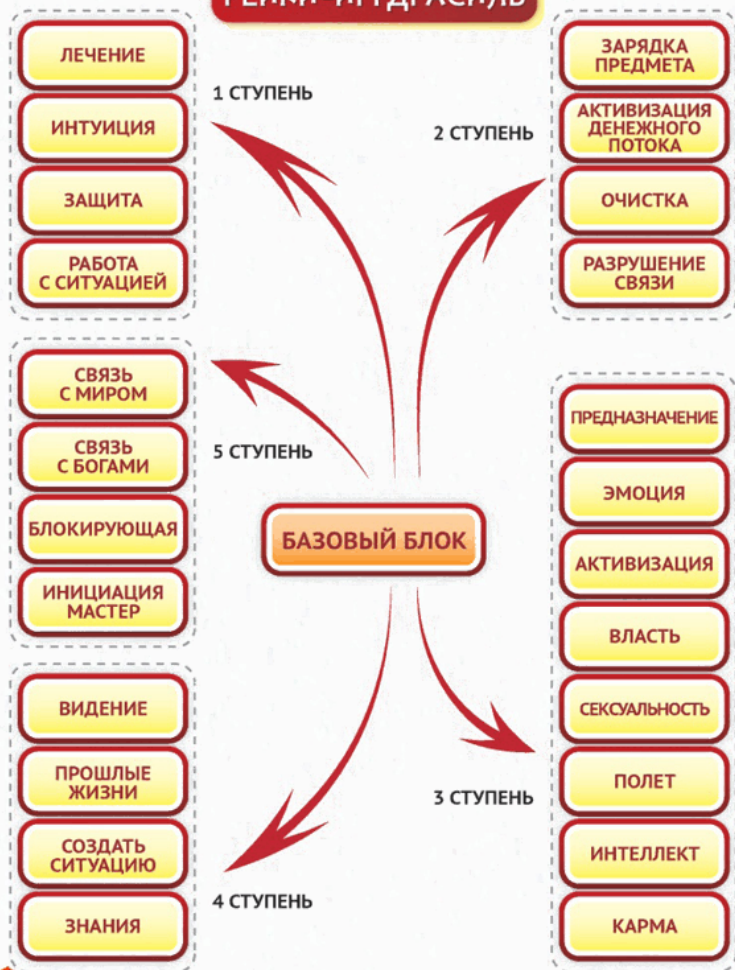 РЕЙКИ-ИГГДРАСИЛЬ
1 СТУПЕНЬ
ЛЕЧЕНИЕ
ИНТУИЦИЯ
ЗАЩИТА
РАБОТА
С СИТУАЦИЕЙ
2 СТУПЕНЬ
ЗАРЯДКА
ПРЕДМЕТА
АКТИВИЗАЦИЯ
ДЕНЕЖНОГО
ПОТОКА
ОЧИСТКА
РАЗРУШЕНИЕ
СВЯЗИ
5 СТУПЕНЬ
СВЯЗЬ
С МИРОМ
СВЯЗЬ
С БОГАМИ
БЛОКИРУЮЩАЯ
ИНИЦИАЦИЯ
МАСТЕР
БАЗОВЫЙ БЛОК
3 СТУПЕНЬ
ПРЕДНАЗНАЧЕНИЕ
ЭМОЦИЯ
АКТИВИЗАЦИЯ
ВЛАСТЬ
СЕКСУАЛЬНОСТЬ
ПОЛЕТ
ИНТЕЛЛЕКТ
КАРМА
4 СТУПЕНЬ
ВИДЕНИЕ
ПРОШЛЫЕ
ЖИЗНИ
СОЗДАТЬ
СИТУАЦИЮ
ЗНАНИЯ